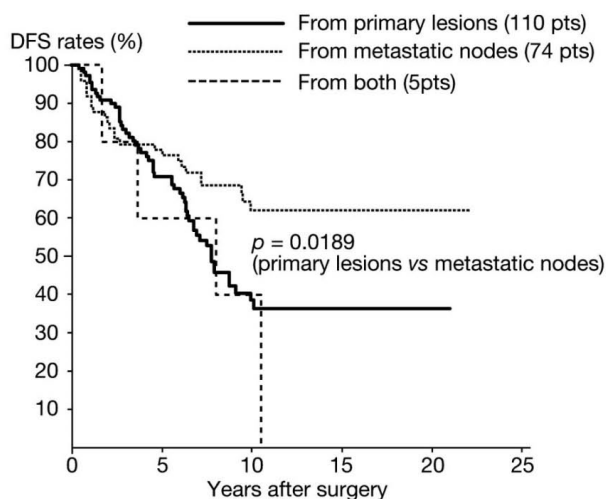 From primary lesions (110 pts)
DFS rates (%)
From metastatic nodes (74 pts)
From both (5pts)
100
90
80
70
60
50
40
30
20
10
p = 0.0189
(primary lesions vs metastatic nodes)
0 5 10 15 20 25
Years after surgery